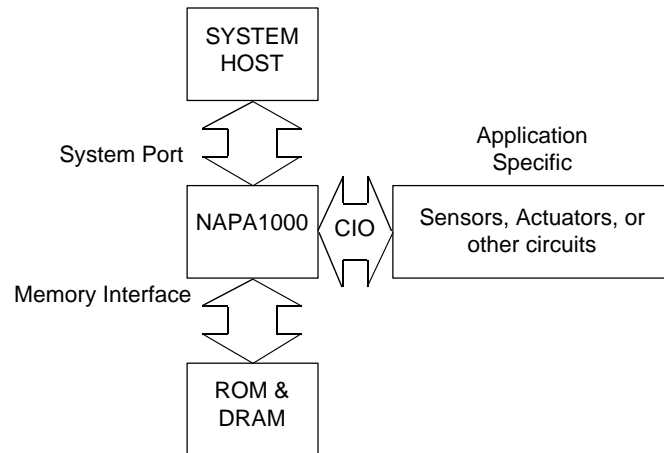 SYSTEM
HOST
System Port
Application
Specific
NAPA1000
CIO
Sensors, Actuators, or
other circuits
Memory Interface
ROM &
DRAM